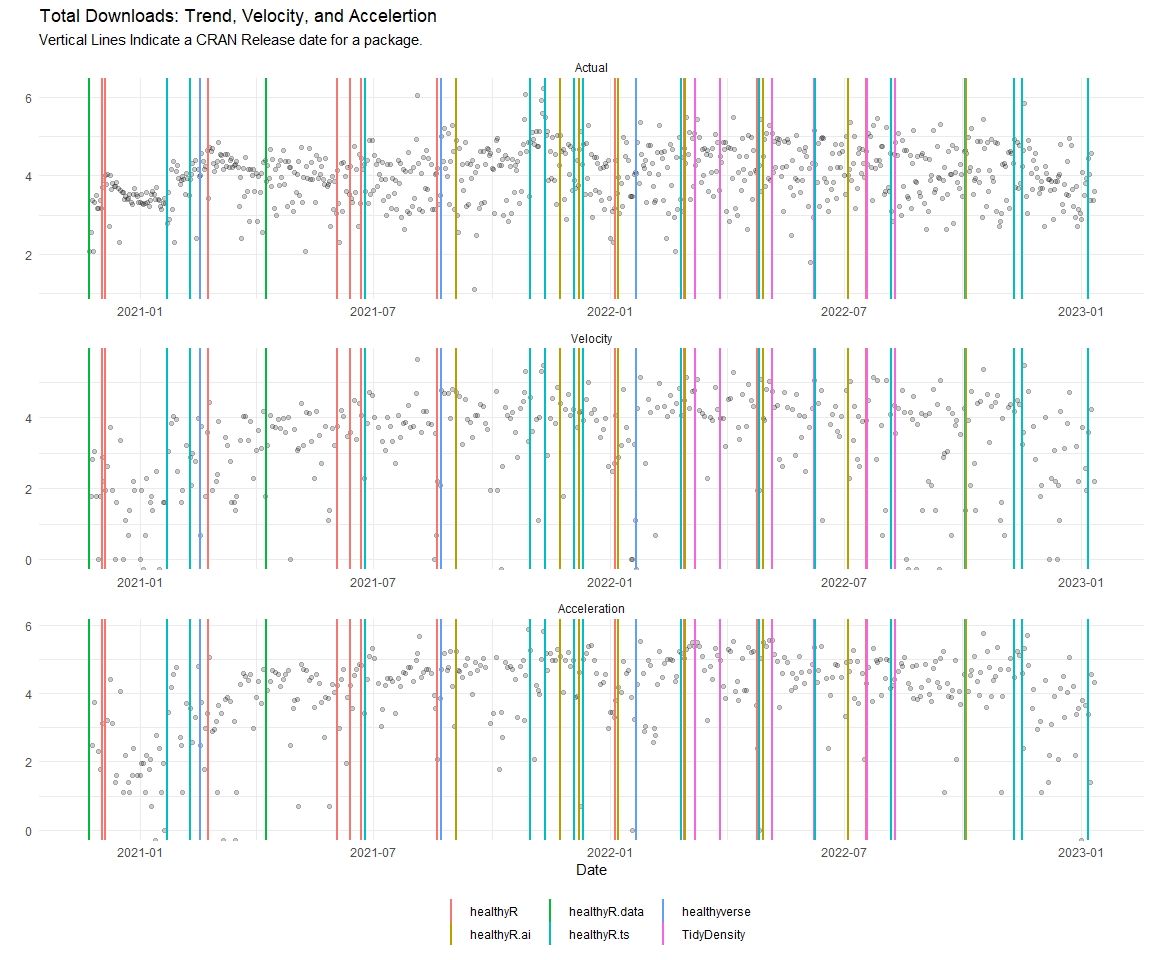 Total Downloads: Trend, Velocity, and Accelertion
Vertical Lines Indicate a CRAN Release date for a package.
Actual
6
4
2
2021-01 2021-07 2022-01 2022-07 2023-01
Velocity
4
2
0
2021-01 2021-07 2022-01 2022-07 2023-01
Acceleration
6
4
2
0
2021-01 2021-07 2022-01 2022-07 2023-01
Date
healthyR healthyR.data healthyverse
healthyR.ai healthyR.ts TidyDensity